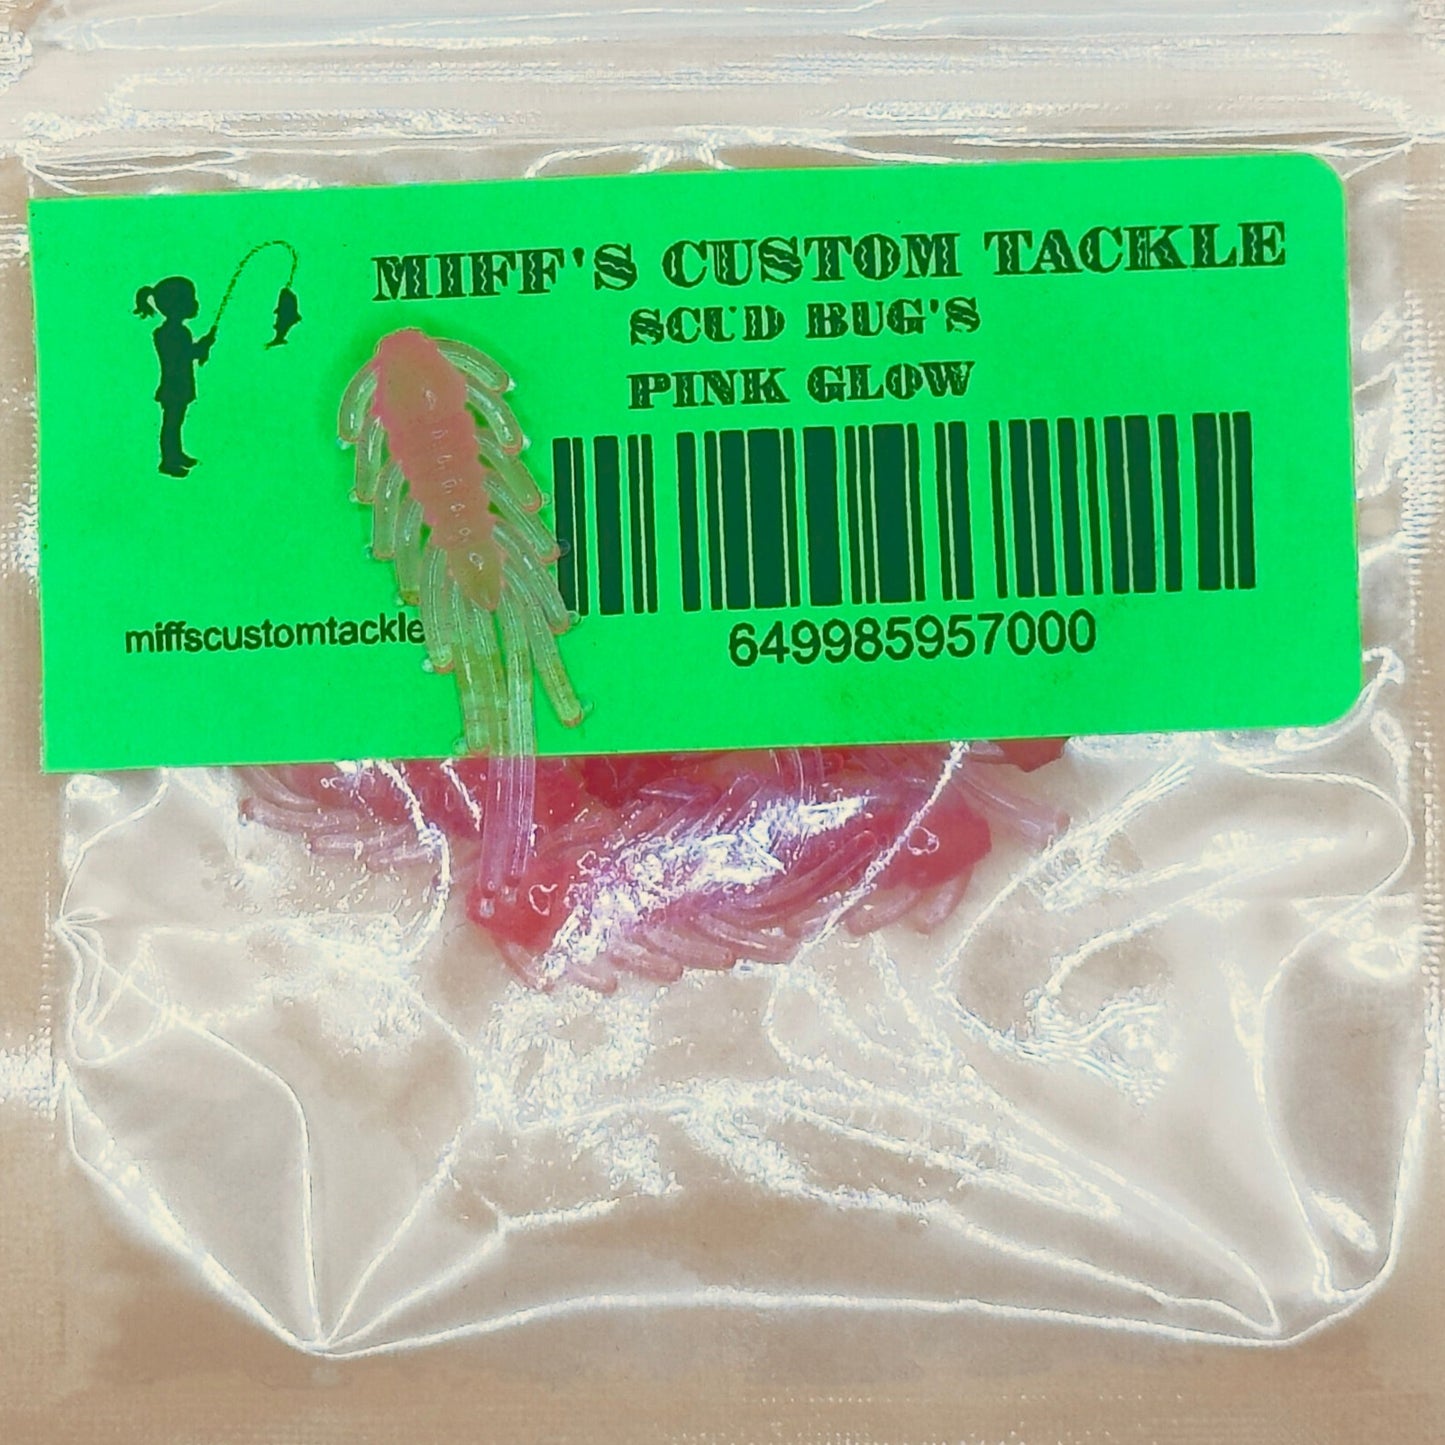 MIFF'S CUSTOM TACKLE
SCUD BUG'S
PINK GLOW
miffscustomtackle
649985957000